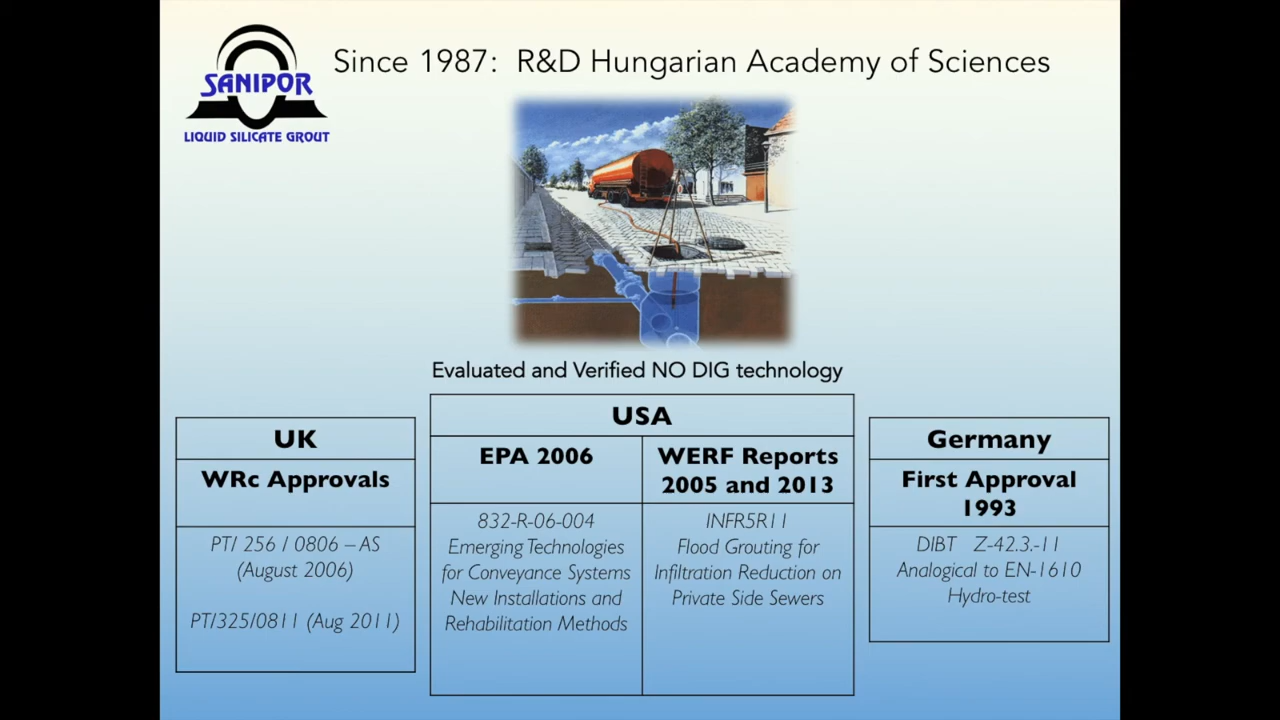 SANIPOR
LIQUID SILICATE GROUT
Since 1987: R&D Hungarian Academy of Sciences
Evaluated and Verified NO DIG technology
UK
WRc Approvals
PT/ 256 / 0806 – AS
(August 2006)
PT/325/0811 (Aug 2011)
USA
EPA 2006
832-R-06-004
Emerging Technologies
for Conveyance Systems
New Installations and
Rehabilitation Methods
WERF Reports
2005 and 2013
INFR5R11
Flood Grouting for
Infiltration Reduction on
Private Side Sewers
Germany
First Approval
1993
DIBT Z-42.3.-11
Analogical to EN-1610
Hydro-test